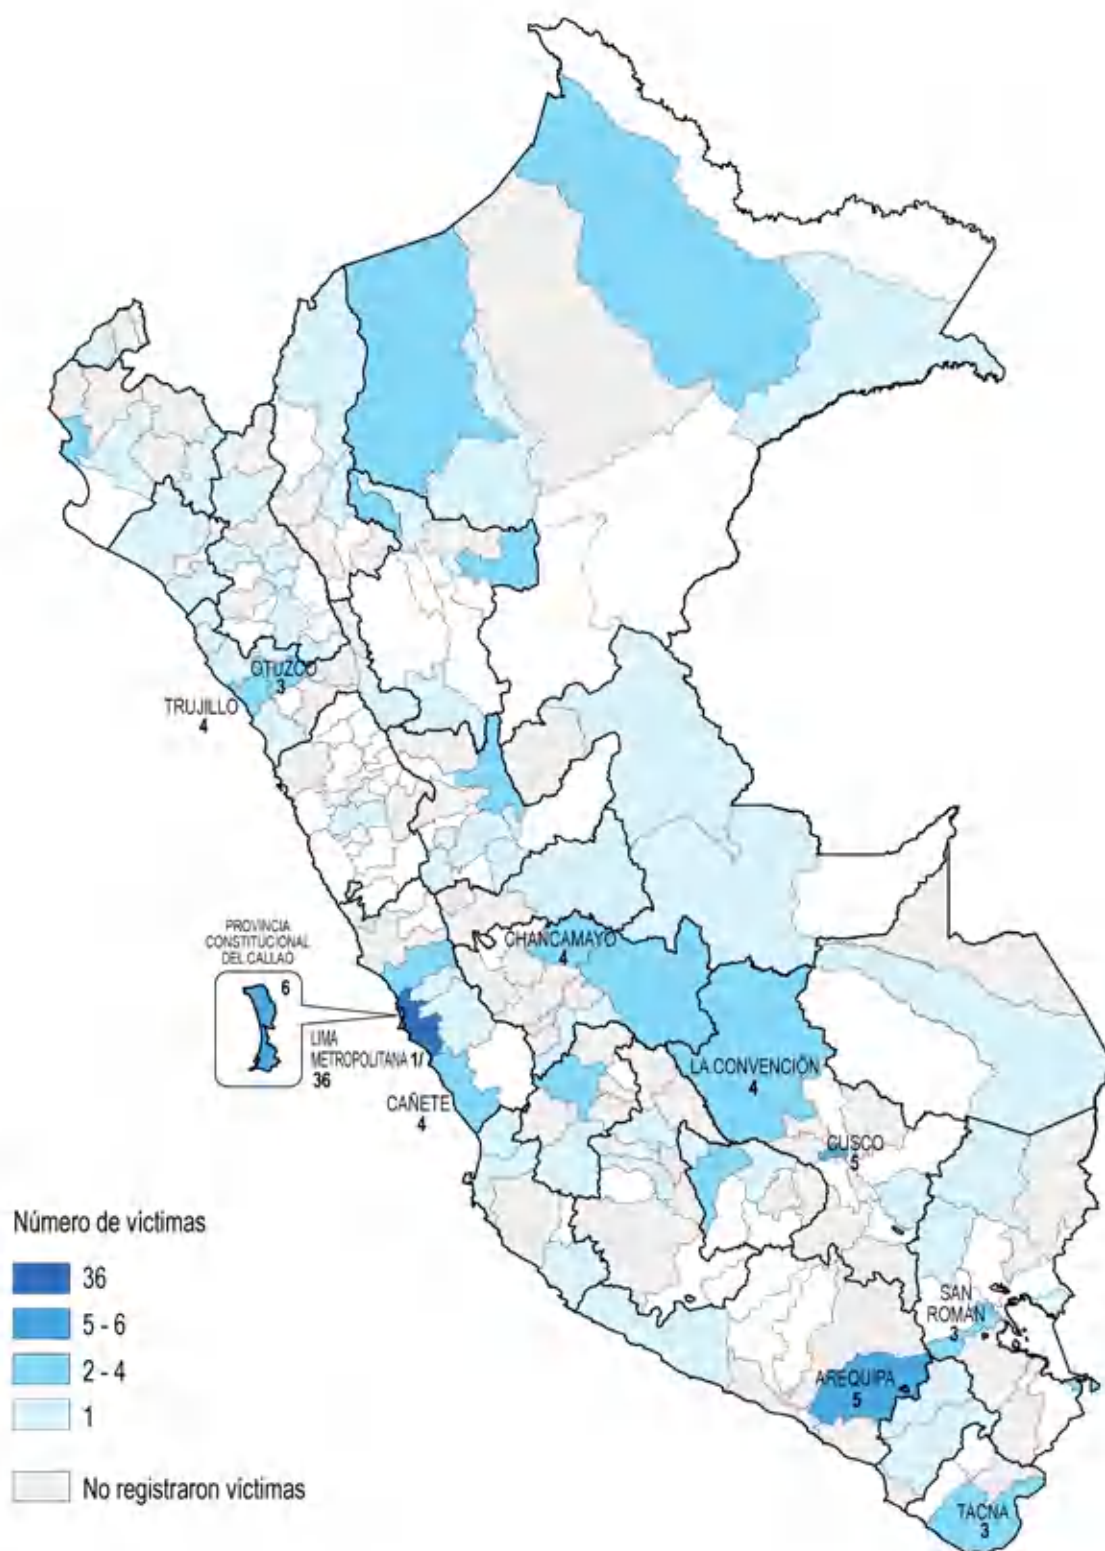 OTUZCO
3
TRUJILLO
4
PROVINCIA
CONSTITUCIONAL
DEL CALLAO
6
CHANCAMAYO
4
LIMA
METROPOLITANA 1/
36
LA CONVENCIÓN
4
CAÑETE
4
CUSCO
5
Número de víctimas
36
5 - 6
2 - 4
1
No registraron víctimas
SAN
ROMÁN
3
AREQUIPA
5
TACNA
3